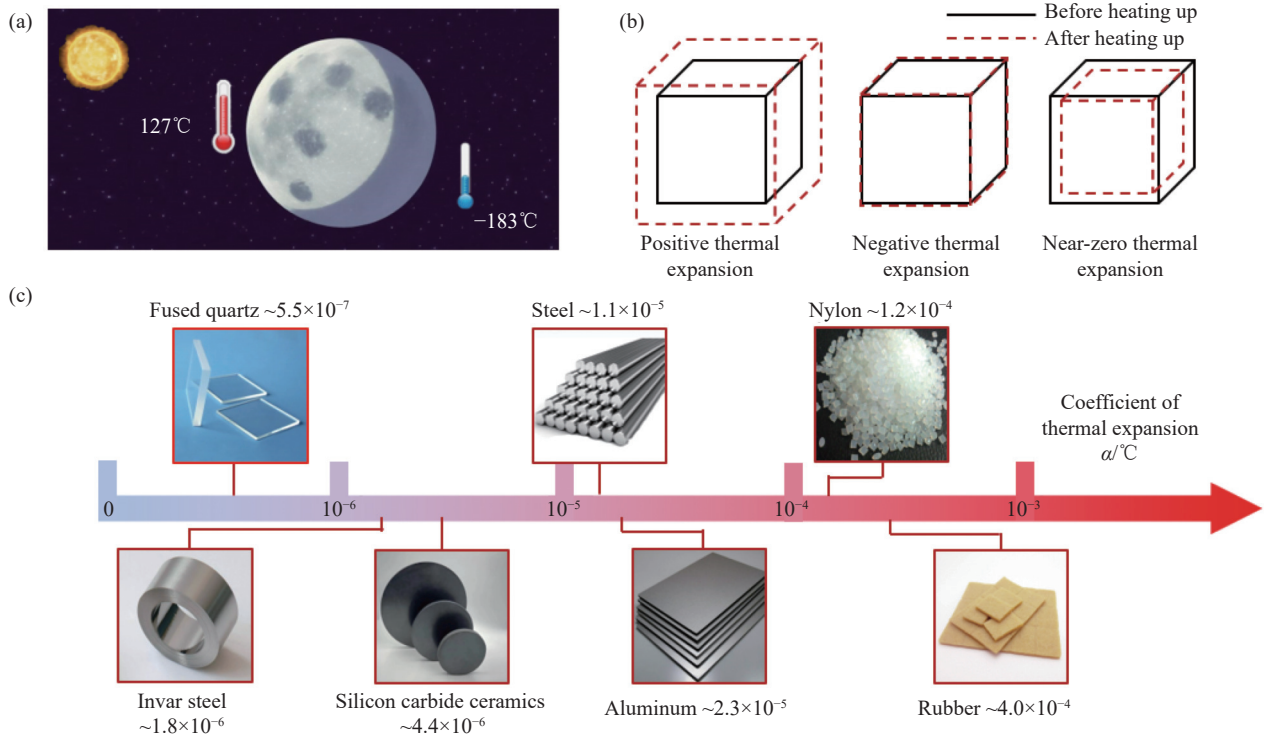 (a)
127℃
−183℃
(b)
Before heating up
After heating up
Positive thermal
expansion
Negative thermal
expansion
Near-zero thermal
expansion
(c)
Fused quartz ~5.5×10⁻⁷
Steel ~1.1×10⁻⁵
Nylon ~1.2×10⁻⁴
Coefficient of
thermal expansion
α/℃
0
10⁻⁶
10⁻⁵
10⁻⁴
10⁻³
Invar steel
~1.8×10⁻⁶
Silicon carbide ceramics
~4.4×10⁻⁶
Aluminum ~2.3×10⁻⁵
Rubber ~4.0×10⁻⁴